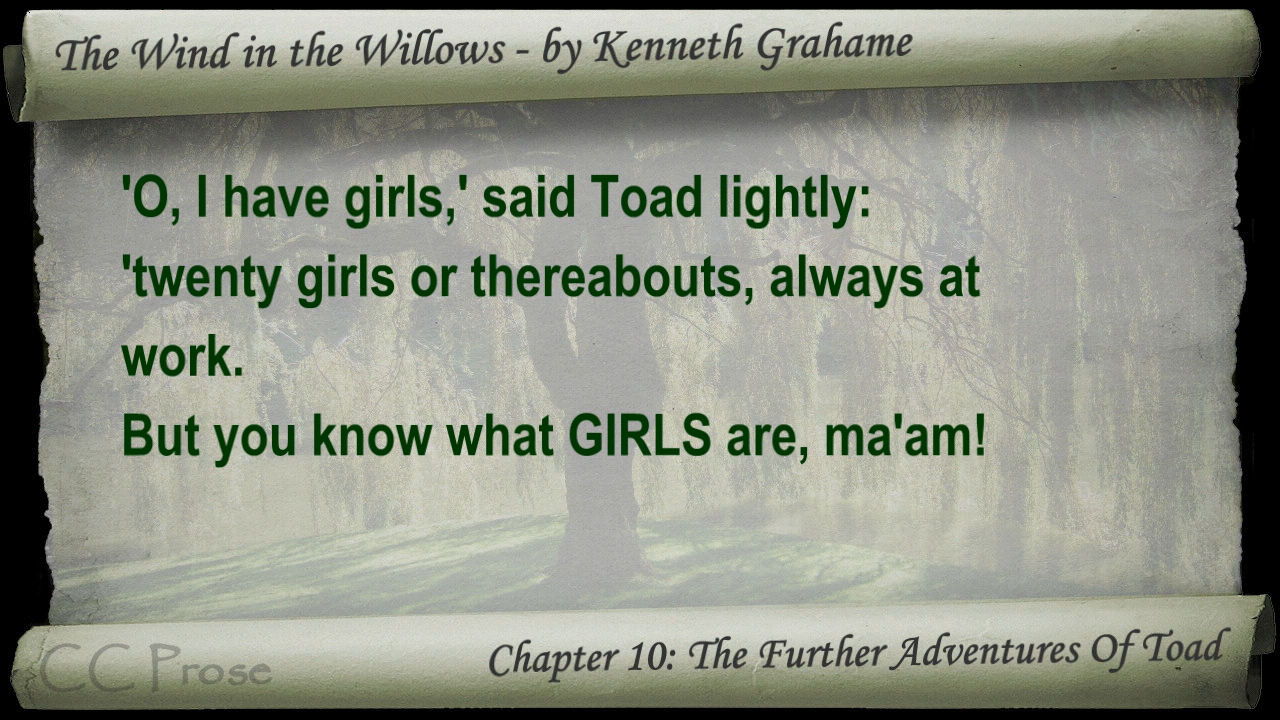 The Wind in the Willows - by Kenneth Grahame
'O, I have girls,' said Toad lightly:
'twenty girls or thereabouts, always at
work.
But you know what GIRLS are, ma'am!
CC Prose
Chapter 10: The Further Adventures Of Toad